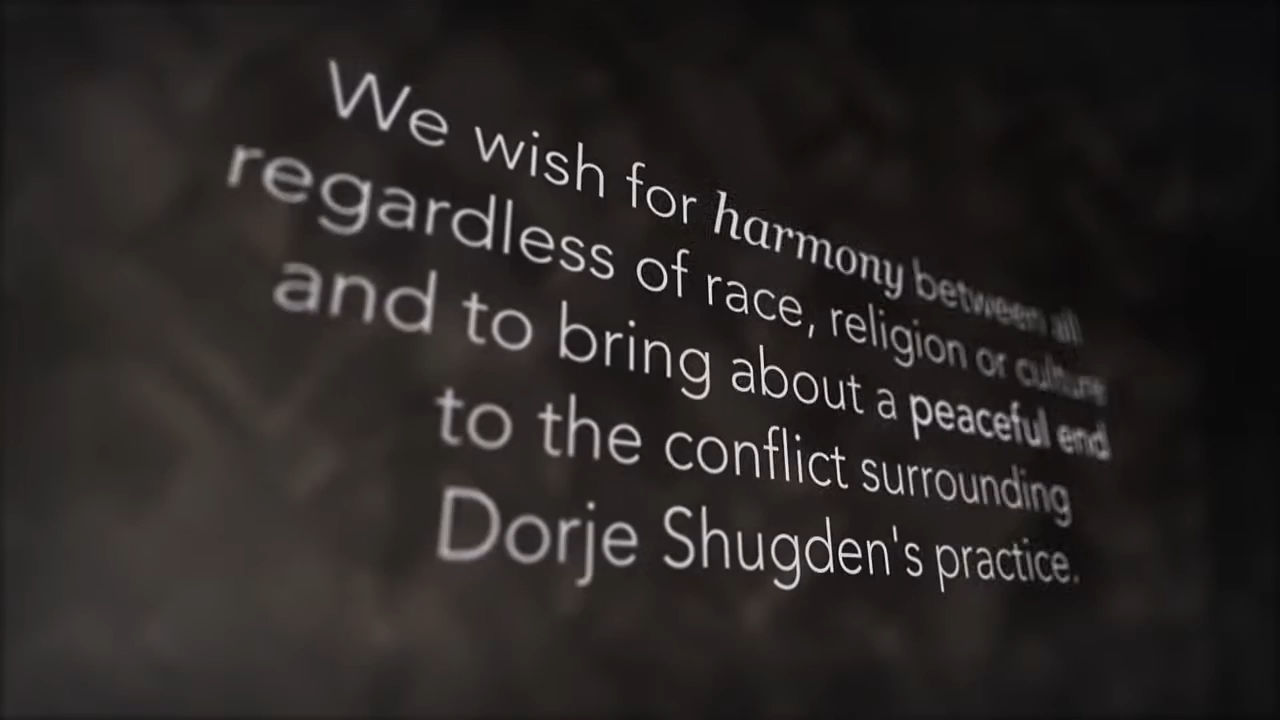 We wish for harmony between all
regardless of race, religion or culture
and to bring about a peaceful end
to the conflict surrounding
Dorje Shugden's practice.